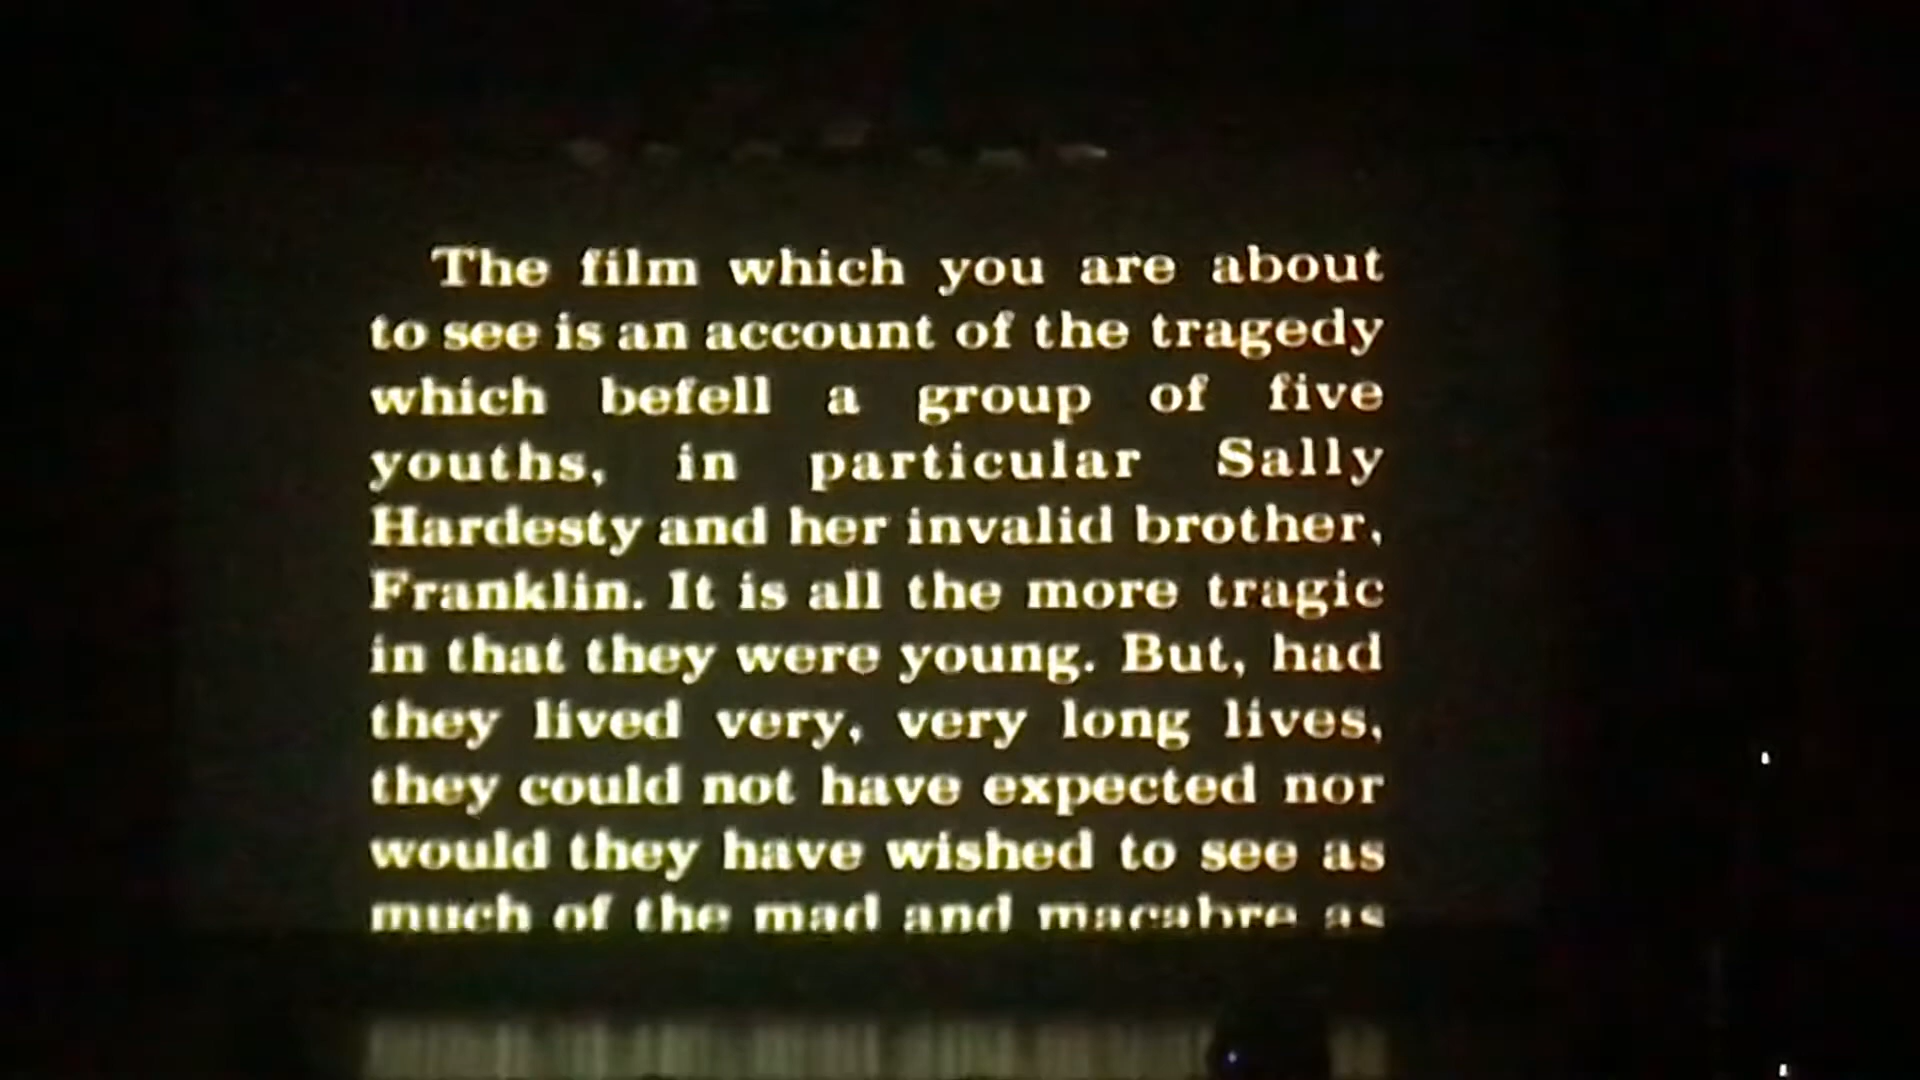 The film which you are about
to see is an account of the tragedy
which befell a group of five
youths, in particular Sally
Hardesty and her invalid brother,
Franklin. It is all the more tragic
in that they were young. But, had
they lived very, very long lives,
they could not have expected nor
would they have wished to see as
much of the mad and macabre as